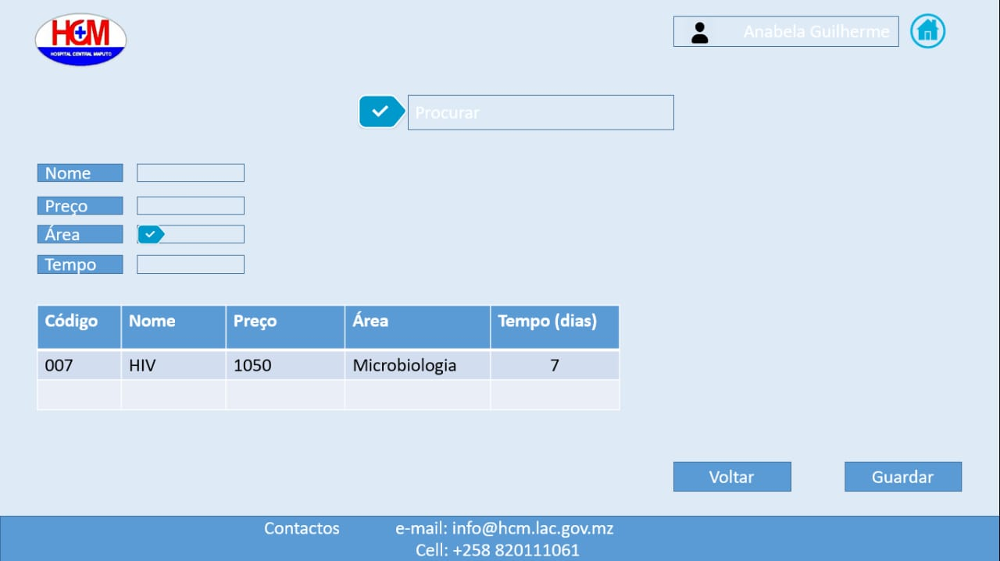 HCM
HOSPITAL CENTRAL MAPUTO
Anabela Guilherme
Procurar
Nome
Preço
Área
Tempo
Código Nome Preço Área Tempo (dias)
007 HIV 1050 Microbiologia 7
Voltar Guardar
Contactos e-mail: info@hcm.lac.gov.mz
Cell: +258 820111061